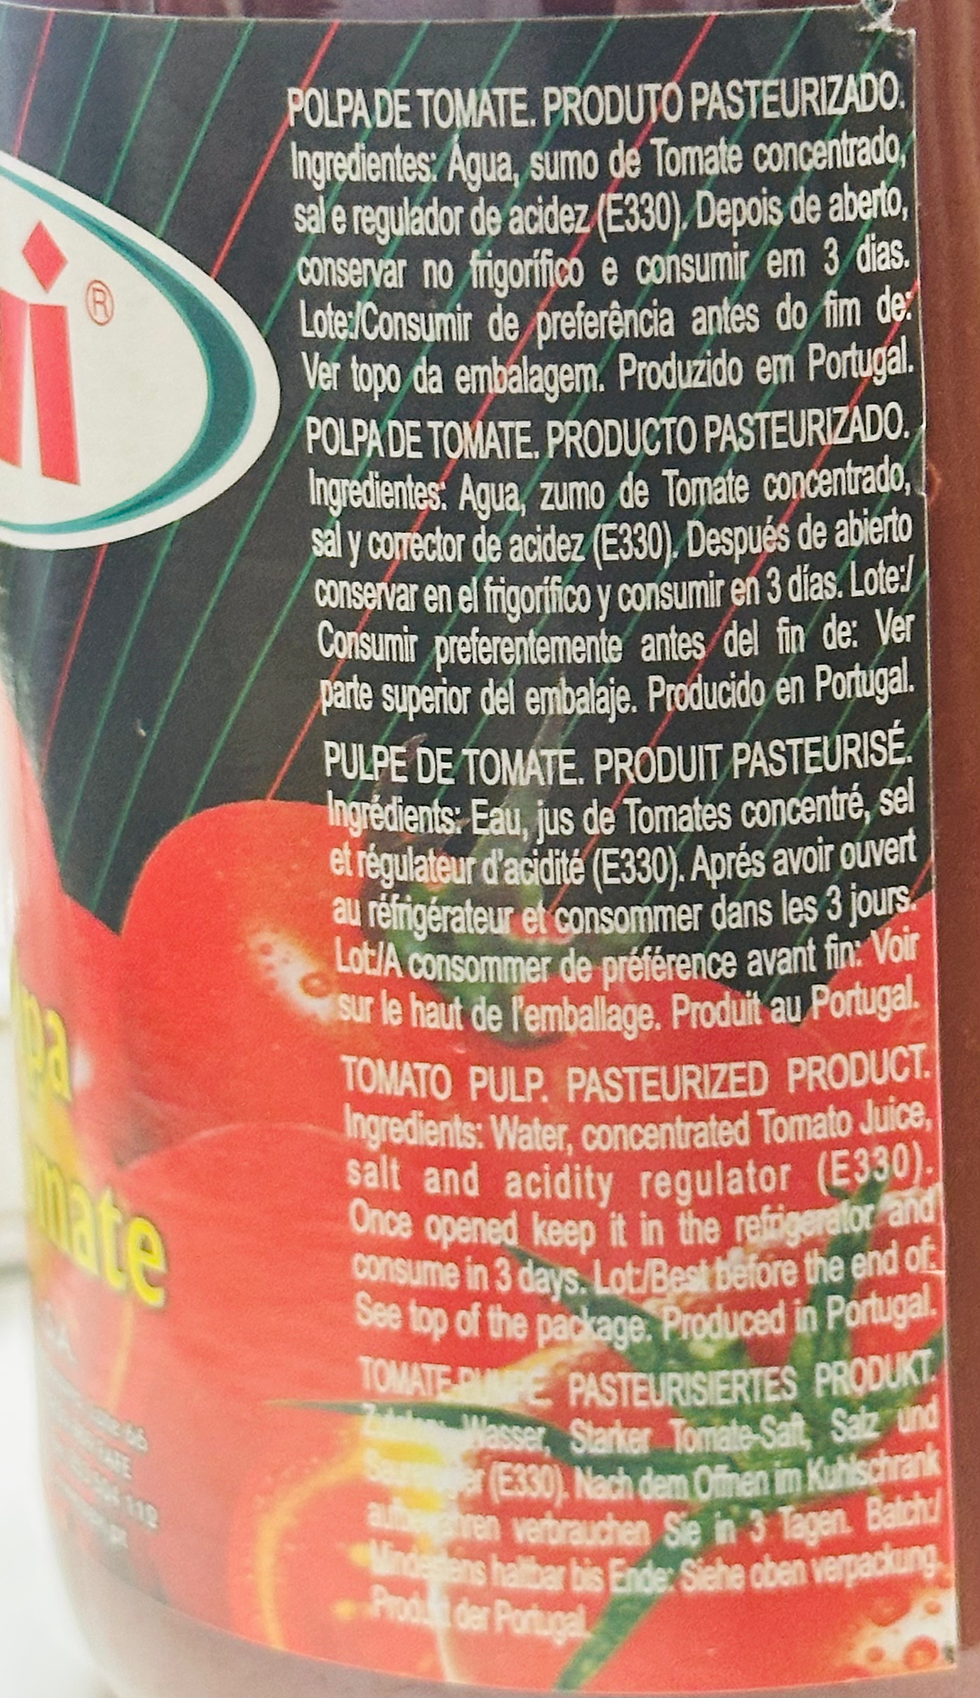 i®
POLPA DE TOMATE. PRODUTO PASTEURIZADO.
Ingredientes: Água, sumo de Tomate concentrado,
sal e regulador de acidez (E330). Depois de aberto,
conservar no frigorífico e consumir em 3 dias.
Lote:/Consumir de preferência antes do fim de:
Ver topo da embalagem. Produzido em Portugal.
POLPA DE TOMATE. PRODUCTO PASTEURIZADO.
Ingredientes: Agua, zumo de Tomate concentrado,
sal y corrector de acidez (E330). Después de abierto
conservar en el frigorífico y consumir en 3 días. Lote:/
Consumir preferentemente antes del fin de: Ver
parte superior del embalaje. Producido en Portugal.
PULPE DE TOMATE. PRODUIT PASTEURISÉ.
Ingrédients: Eau, jus de Tomates concentré, sel
et régulateur d'acidité (E330). Aprés avoir ouvert
au réfrigérateur et consommer dans les 3 jours.
Lot:/A consommer de préférence avant fin: Voir
sur le haut de l'emballage. Produit au Portugal.
TOMATO PULP. PASTEURIZED PRODUCT.
Ingredients: Water, concentrated Tomato Juice,
salt and acidity regulator (E330).
Once opened keep it in the refrigerator and
consume in 3 days. Lot:/Best before the end of:
See top of the package. Produced in Portugal.
PASTEURISIERTES PRODUKT.
Wasser, Starker Tomate-Saft, Salz und
(E330). Nach dem Offnen im Kuhlschrank
verbrauchen Sie in 3 Tagen. Batch:/
Mindestens haltbar bis Ende: Siehe oben verpackung.
der Portugal.
pa
mate